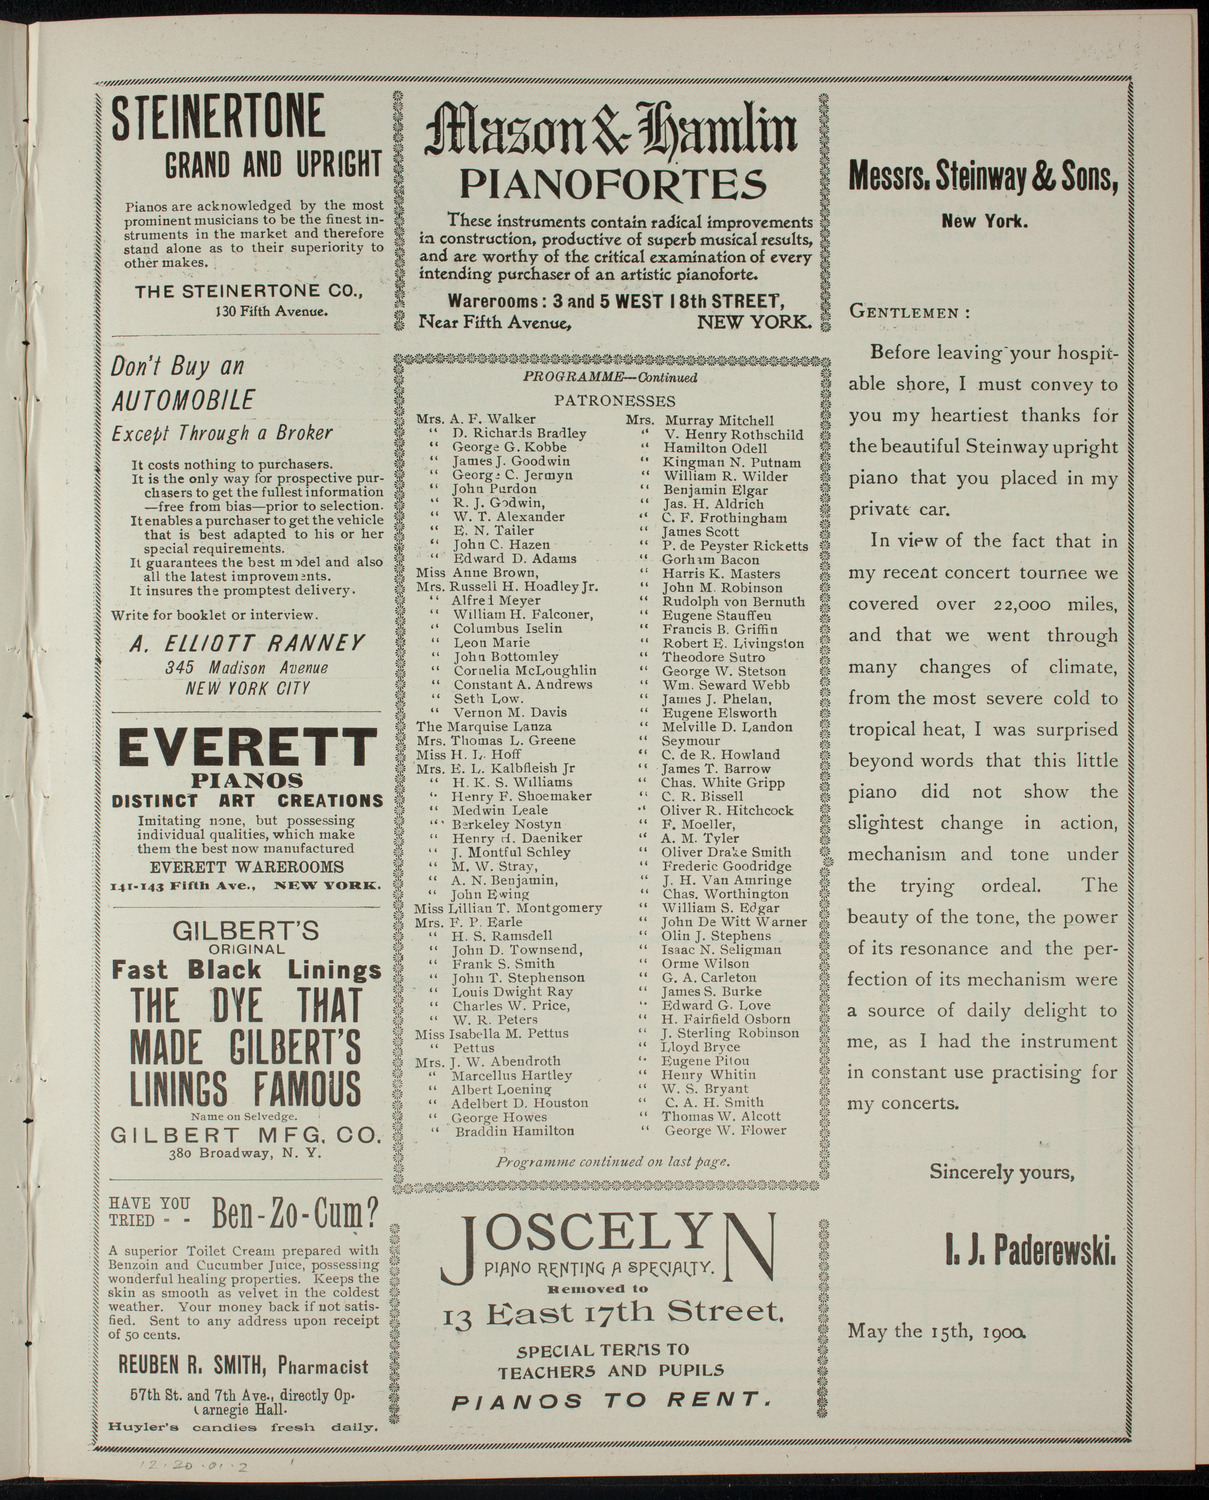 STEINERTONE
GRAND AND UPRIGHT
Pianos are acknowledged by the most
prominent musicians to be the finest in-
struments in the market and therefore
stand alone as to their superiority to
other makes.
THE STEINERTONE CO.,
130 Fifth Avenue.
Don't Buy an
AUTOMOBILE
Except Through a Broker
It costs nothing to purchasers.
It is the only way for prospective pur-
chasers to get the fullest information
—free from bias—prior to selection.
It enables a purchaser to get the vehicle
that is best adapted to his or her
special requirements.
It guarantees the best model and also
all the latest improvements.
It insures the promptest delivery.
Write for booklet or interview.
A. ELLIOTT RANNEY
345 Madison Avenue
NEW YORK CITY
EVERETT
PIANOS
DISTINCT ART CREATIONS
Imitating none, but possessing
individual qualities, which make
them the best now manufactured
EVERETT WAREROOMS
141-143 Fifth Ave., NEW YORK.
GILBERT'S
ORIGINAL
Fast Black Linings
THE DYE THAT
MADE GILBERT'S
LININGS FAMOUS
Name on Selvedge.
GILBERT MFG. CO.
380 Broadway, N. Y.
HAVE YOU
TRIED - - Ben-Zo-Cum?
A superior Toilet Cream prepared with
Benzoin and Cucumber Juice, possessing
wonderful healing properties. Keeps the
skin as smooth as velvet in the coldest
weather. Your money back if not satis-
fied. Sent to any address upon receipt
of 50 cents.
REUBEN R. SMITH, Pharmacist
57th St. and 7th Ave., directly Op.
Carnegie Hall.
Huyler's candies fresh daily.
Mason & Hamlin
PIANOFORTES
These instruments contain radical improvements
in construction, productive of superb musical results,
and are worthy of the critical examination of every
intending purchaser of an artistic pianoforte.
Warerooms: 3 and 5 WEST 18th STREET,
Near Fifth Avenue, NEW YORK.
PROGRAMME—Continued
PATRONESSES
Mrs. A. F. Walker
" D. Richards Bradley
" George G. Kobbe
" James J. Goodwin
" George C. Jermyn
" John Purdon
" R. J. Godwin,
" W. T. Alexander
" E. N. Tailer
" John C. Hazen
" Edward D. Adams
Miss Anne Brown,
Mrs. Russell H. Hoadley Jr.
" Alfred Meyer
" William H. Falconer,
" Columbus Iselin
" Leon Marie
" John Bottomley
" Cornelia McLoughlin
" Constant A. Andrews
" Seth Low.
" Vernon M. Davis
The Marquise Lanza
Mrs. Thomas L. Greene
Miss H. L. Hoff
Mrs. E. L. Kalbfleish Jr
" H. K. S. Williams
" Henry F. Shoemaker
" Medwin Leale
" Berkeley Nostyn
" Henry H. Daeniker
" J. Montful Schley
" M. W. Stray,
" A. N. Benjamin,
" John Ewing
Miss Lillian T. Montgomery
Mrs. F. P. Earle
" H. S. Ramsdell
" John D. Townsend,
" Frank S. Smith
" John T. Stephenson
" Louis Dwight Ray
" Charles W. Price,
" W. R. Peters
Miss Isabella M. Pettus
" Pettus
Mrs. J. W. Abendroth
" Marcellus Hartley
" Albert Loening
" Adelbert D. Houston
" George Howes
" Braddin Hamilton
Mrs. Murray Mitchell
" V. Henry Rothschild
" Hamilton Odell
" Kingman N. Putnam
" William R. Wilder
" Benjamin Elgar
" Jas. H. Aldrich
" C. F. Frothingham
" James Scott
" P. de Peyster Ricketts
" Gorham Bacon
" Harris K. Masters
" John M. Robinson
" Rudolph von Bernuth
" Eugene Stauffen
" Francis B. Griffin
" Robert E. Livingston
" Theodore Sutro
" George W. Stetson
" Wm. Seward Webb
" James J. Phelan,
" Eugene Elsworth
" Melville D. Landon
" Seymour
" C. de R. Howland
" James T. Barrow
" Chas. White Gripp
" C. R. Bissell
" Oliver R. Hitchcock
" F. Moeller,
" A. M. Tyler
" Oliver Drake Smith
" Frederic Goodridge
" J. H. Van Amringe
" Chas. Worthington
" William S. Edgar
" John De Witt Warner
" Olin J. Stephens
" Isaac N. Seligman
" Orme Wilson
" G. A. Carleton
" James S. Burke
" Edward G. Love
" H. Fairfield Osborn
" J. Sterling Robinson
" Lloyd Bryce
" Eugene Pitou
" Henry Whitin
" W. S. Bryant
" C. A. H. Smith
" Thomas W. Alcott
" George W. Flower
Programme continued on last page.
JOSCELYN
PIANO RENTING A SPECIALTY.
Removed to
13 East 17th Street.
SPECIAL TERMS TO
TEACHERS AND PUPILS
PIANOS TO RENT.
Messrs. Steinway & Sons,
New York.
GENTLEMEN:
Before leaving your hospit-
able shore, I must convey to
you my heartiest thanks for
the beautiful Steinway upright
piano that you placed in my
private car.
In view of the fact that in
my recent concert tournee we
covered over 22,000 miles,
and that we went through
many changes of climate,
from the most severe cold to
tropical heat, I was surprised
beyond words that this little
piano did not show the
slightest change in action,
mechanism and tone under
the trying ordeal. The
beauty of the tone, the power
of its resonance and the per-
fection of its mechanism were
a source of daily delight to
me, as I had the instrument
in constant use practising for
my concerts.
Sincerely yours,
I. J. Paderewski.
May the 15th, 1900.
12.20.01.2